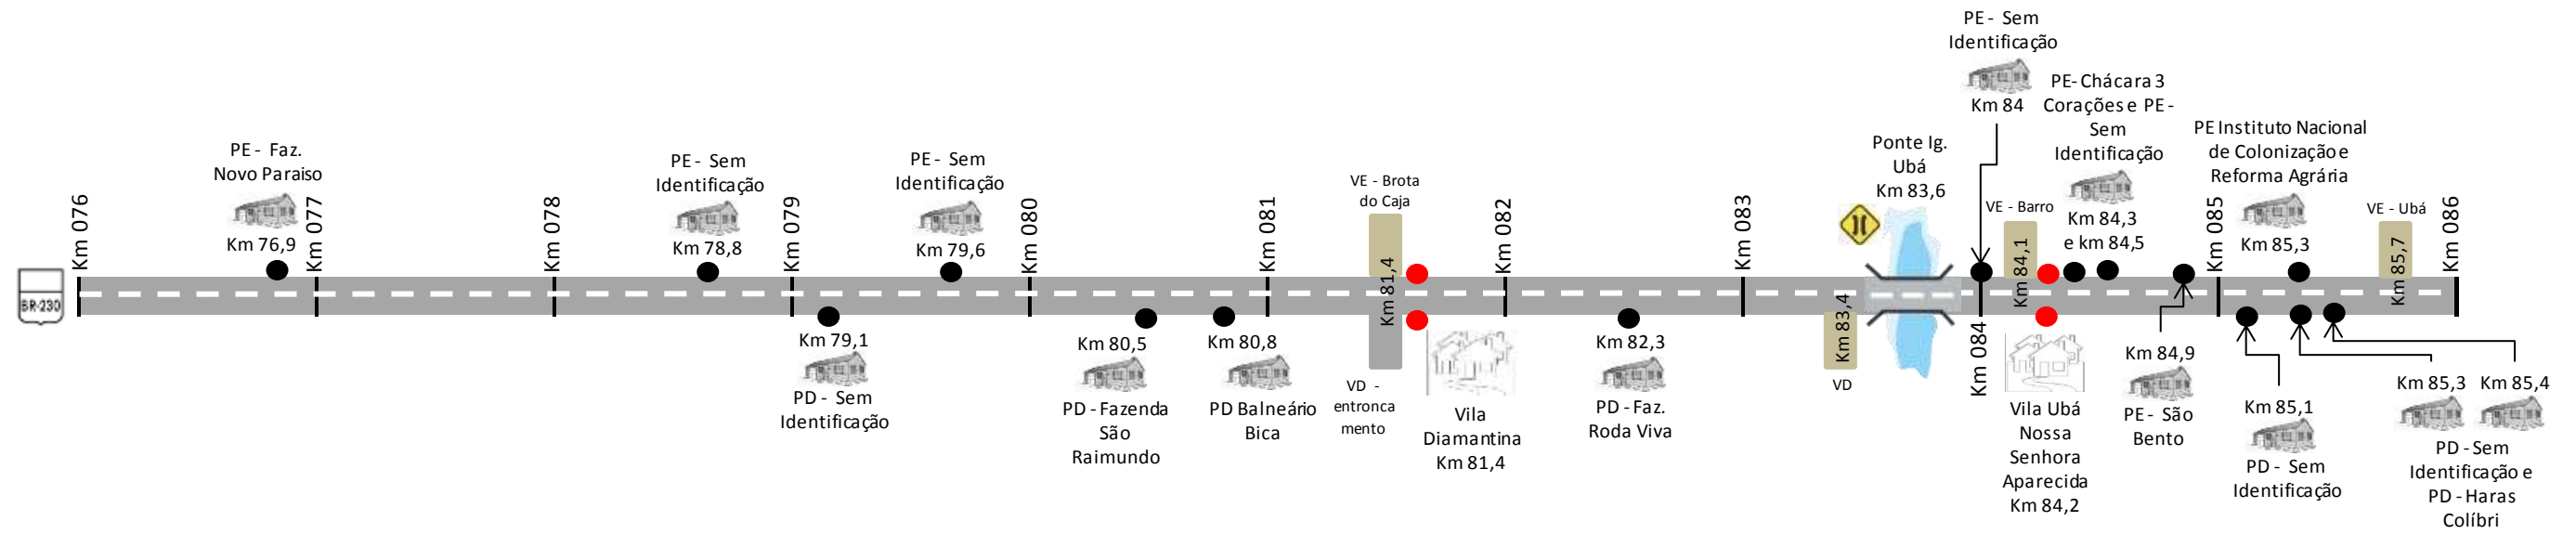 BR-230
Km 076
PE - Faz.
Novo Paraiso
Km 76,9
Km 077
Km 078
PE - Sem
Identificação
Km 78,8
Km 079
Km 79,1
PD - Sem
Identificação
PE - Sem
Identificação
Km 79,6
Km 080
Km 80,5
PD - Fazenda
São
Raimundo
Km 80,8
PD Balneário
Bica
Km 081
VE - Brota
do Caja
Km 81,4
VD -
entronca
mento
Vila
Diamantina
Km 81,4
Km 082
Km 82,3
PD - Faz.
Roda Viva
Km 083
Km 83,4
VD
Ponte Ig.
Ubá
Km 83,6
PE - Sem
Identificação
Km 84
Km 084
VE - Barro
Km 84,1
Vila Ubá
Nossa
Senhora
Aparecida
Km 84,2
PE- Chácara 3
Corações e PE -
Sem
Identificação
Km 84,3
e km 84,5
Km 84,9
PE - São
Bento
Km 085
Km 85,1
PD - Sem
Identificação
PE Instituto Nacional
de Colonização e
Reforma Agrária
Km 85,3
Km 85,3
Km 85,4
PD - Sem
Identificação e
PD - Haras
Colíbri
VE - Ubá
Km 85,7
Km 086